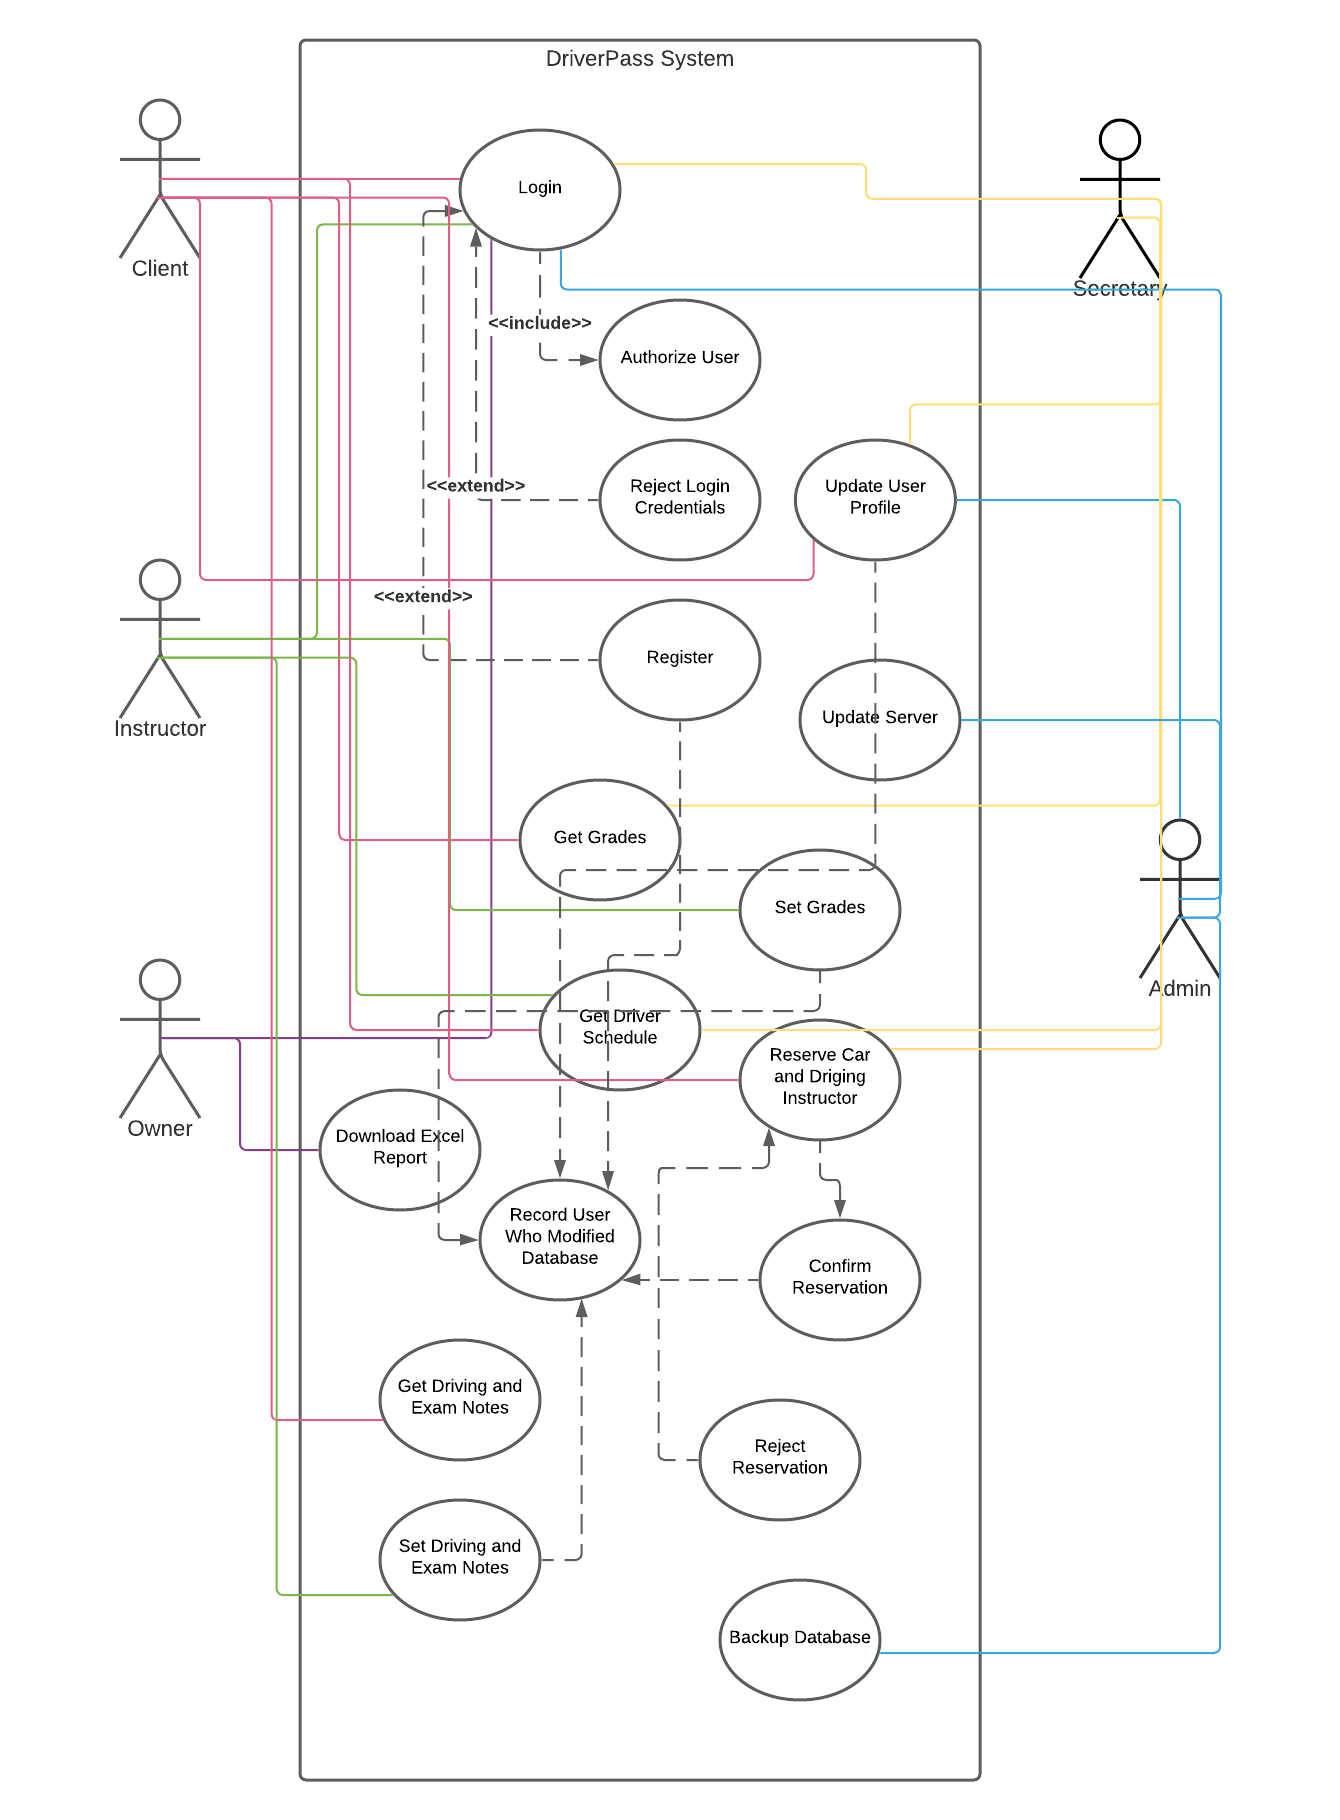 DriverPass System
Login
Client
Secretary
<<include>>
Authorize User
<<extend>>
Reject Login
Credentials
Update User
Profile
<<extend>>
Register
Instructor
Update Server
Get Grades
Set Grades
Admin
Get Driver
Schedule
Reserve Car
and Driging
Instructor
Owner
Download Excel
Report
Record User
Who Modified
Database
Confirm
Reservation
Get Driving and
Exam Notes
Reject
Reservation
Set Driving and
Exam Notes
Backup Database